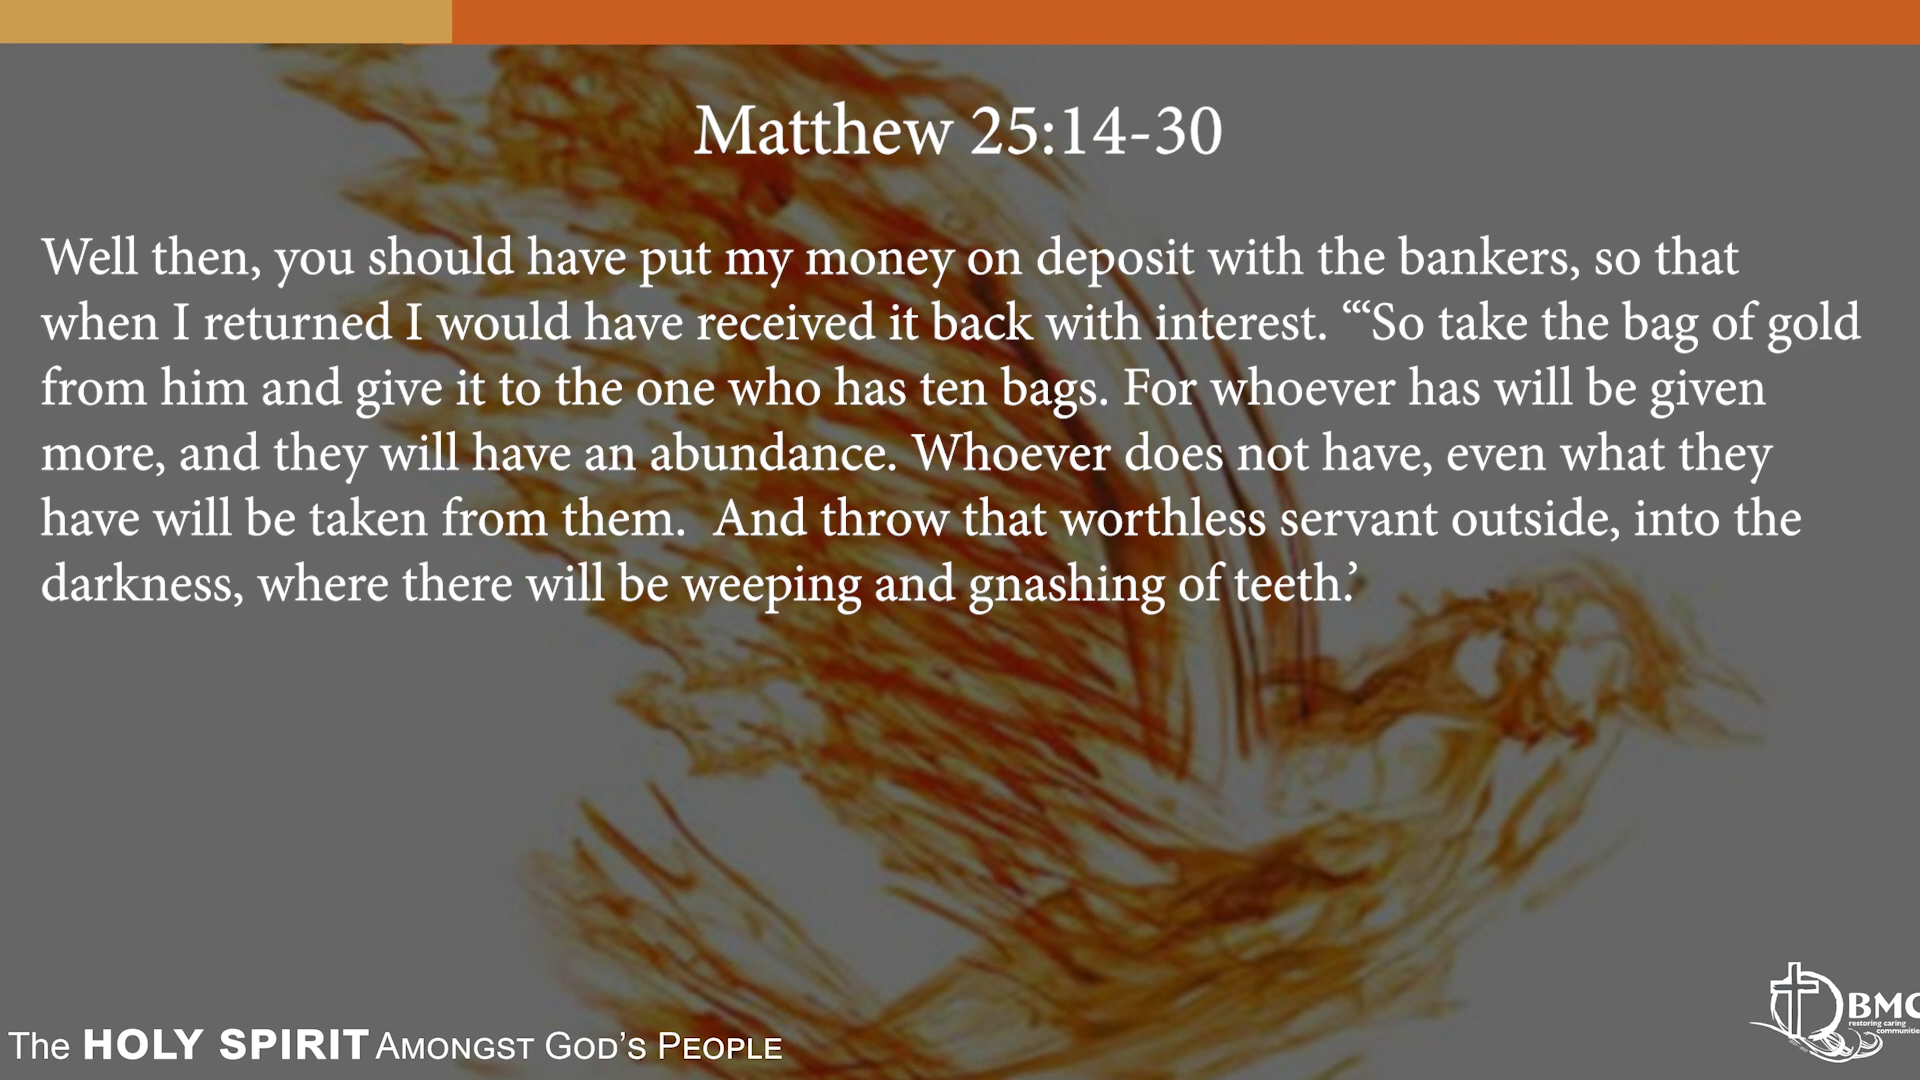 Matthew 25:14-30
Well then, you should have put my money on deposit with the bankers, so that
when I returned I would have received it back with interest. “‘So take the bag of gold
from him and give it to the one who has ten bags. For whoever has will be given
more, and they will have an abundance. Whoever does not have, even what they
have will be taken from them.  And throw that worthless servant outside, into the
darkness, where there will be weeping and gnashing of teeth.’
The HOLY SPIRIT AMONGST GOD’S PEOPLE
BMC
restoring caring
communities